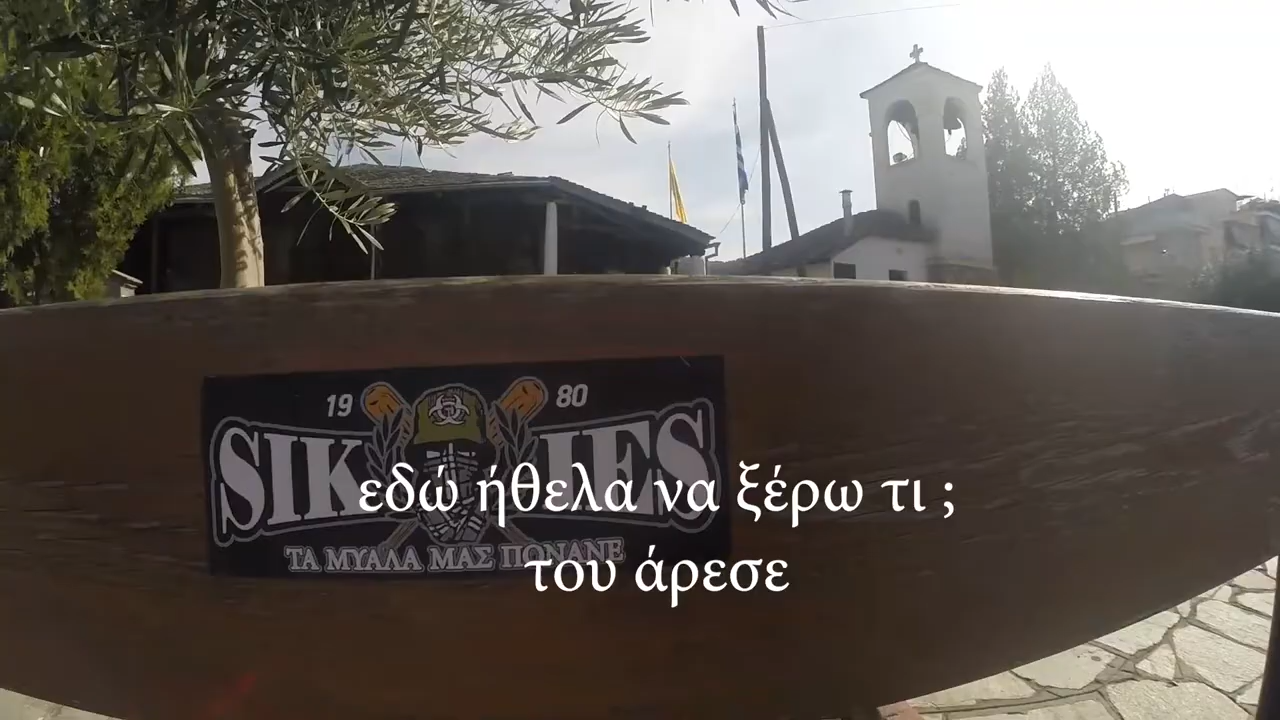 19 80
SIK IES
ΤΑ ΜΥΑΛΑ ΜΑΣ ΠΟΝΑΝΕ
εδώ ήθελα να ξέρω τι ;
του άρεσε